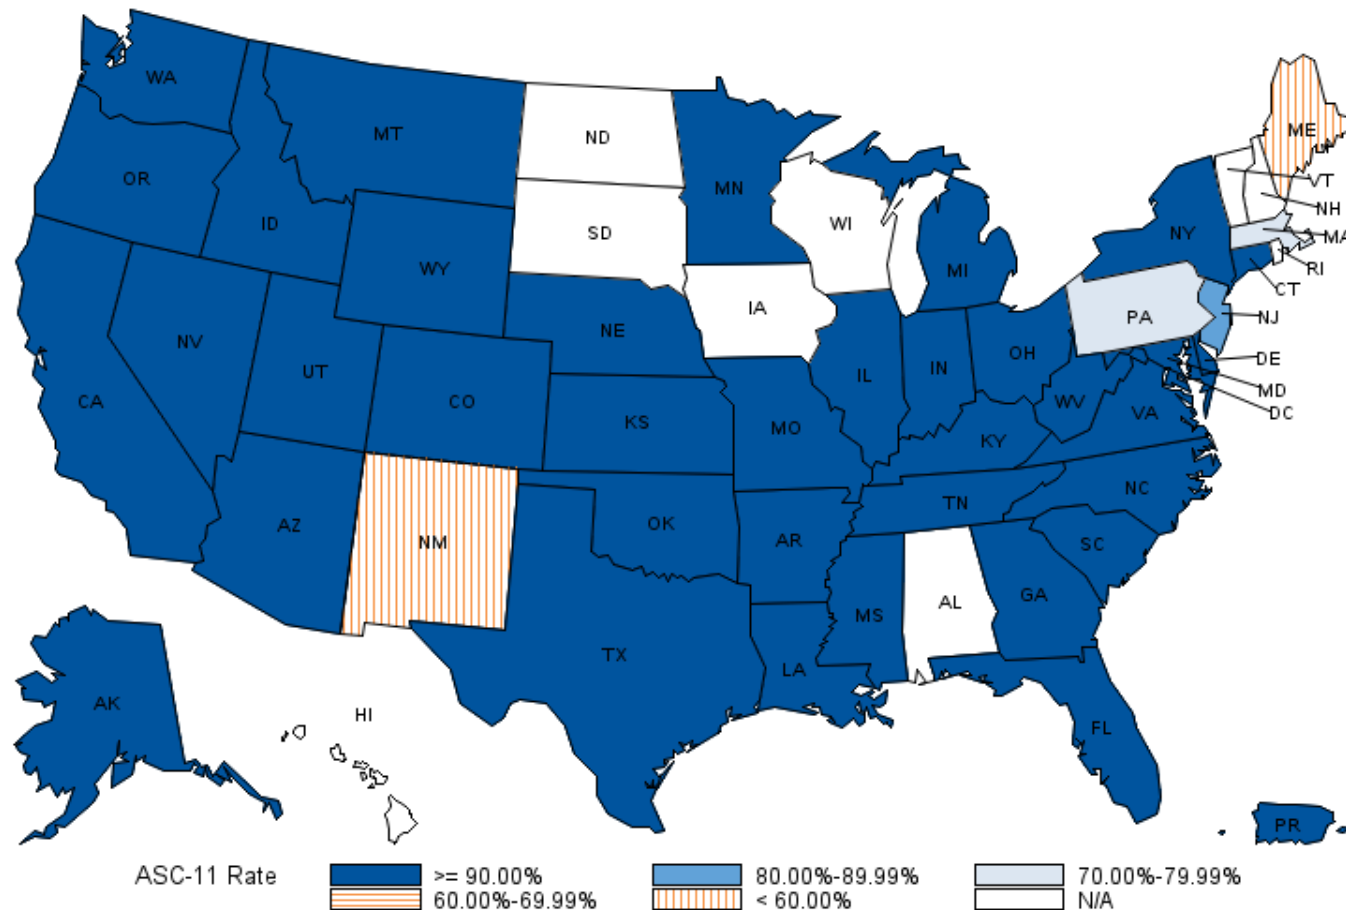 WA
MT
ND
MN
ME
OR
ID
SD
WI
VT
NH
MA
NY
WY
MI
RI
CT
IA
NE
PA
NJ
NV
UT
CO
IL
IN
OH
DE
MD
DC
CA
KS
MO
WV
VA
KY
AZ
NM
OK
AR
TN
NC
SC
MS
AL
GA
TX
LA
AK
HI
FL
PR
ASC-11 Rate
>= 90.00%
80.00%-89.99%
70.00%-79.99%
60.00%-69.99%
< 60.00%
N/A